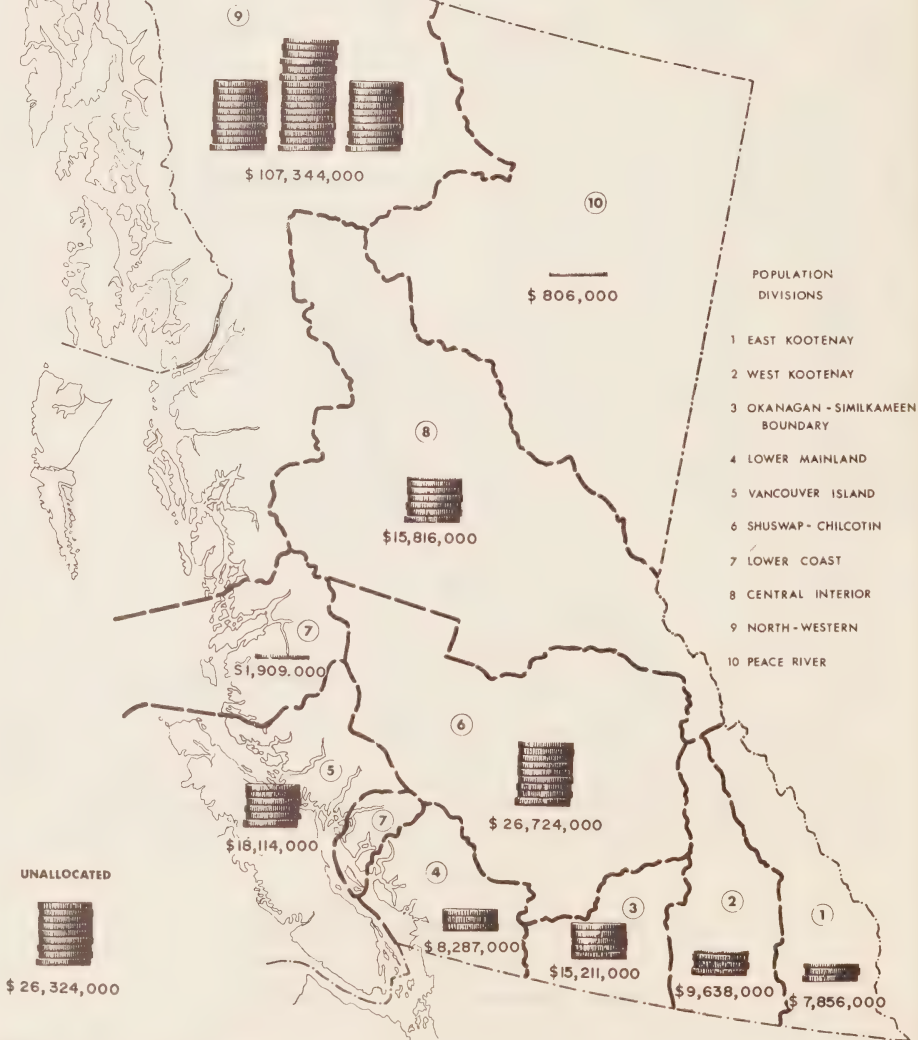 9
$ 107,344,000
10
$ 806,000
POPULATION
DIVISIONS
1 EAST KOOTENAY
2 WEST KOOTENAY
3 OKANAGAN - SIMILKAMEEN
BOUNDARY
4 LOWER MAINLAND
5 VANCOUVER ISLAND
6 SHUSWAP - CHILCOTIN
7 LOWER COAST
8 CENTRAL INTERIOR
9 NORTH - WESTERN
10 PEACE RIVER
8
$15,816,000
7
$1,909.000
6
$ 26,724,000
5
$18,114,000
7
4
$8,287,000
3
$15,211,000
2
$9,638,000
1
$7,856,000
UNALLOCATED
$ 26,324,000